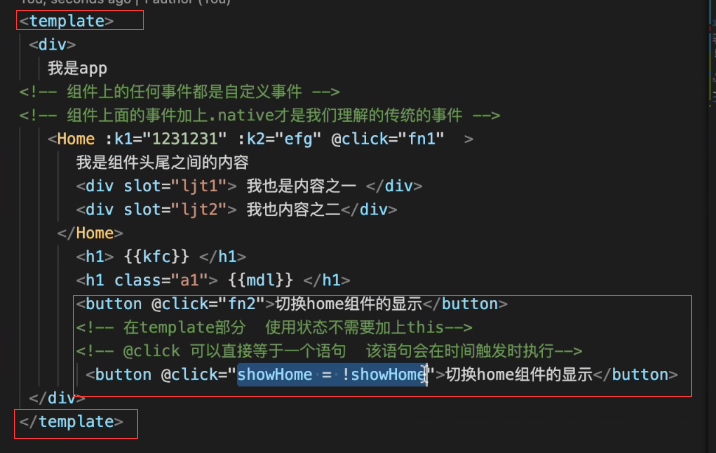 You, seconds ago | 1 author (You)
<template>
<div>
我是app
<!-- 组件上的任何事件都是自定义事件 -->
<!-- 组件上面的事件加上.native才是我们理解的传统的事件 -->
<Home :k1="1231231" :k2="efg" @click="fn1" >
我是组件头尾之间的内容
<div slot="ljt1"> 我也是内容之一 </div>
<div slot="ljt2"> 我也内容之二</div>
</Home>
<h1> {{kfc}} </h1>
<h1 class="a1"> {{mdl}} </h1>
<button @click="fn2">切换home组件的显示</button>
<!-- 在template部分 使用状态不需要加上this-->
<!-- @click 可以直接等于一个语句 该语句会在时间触发时执行-->
<button @click="showHome = !showHome">切换home组件的显示</button>
</div>
</template>